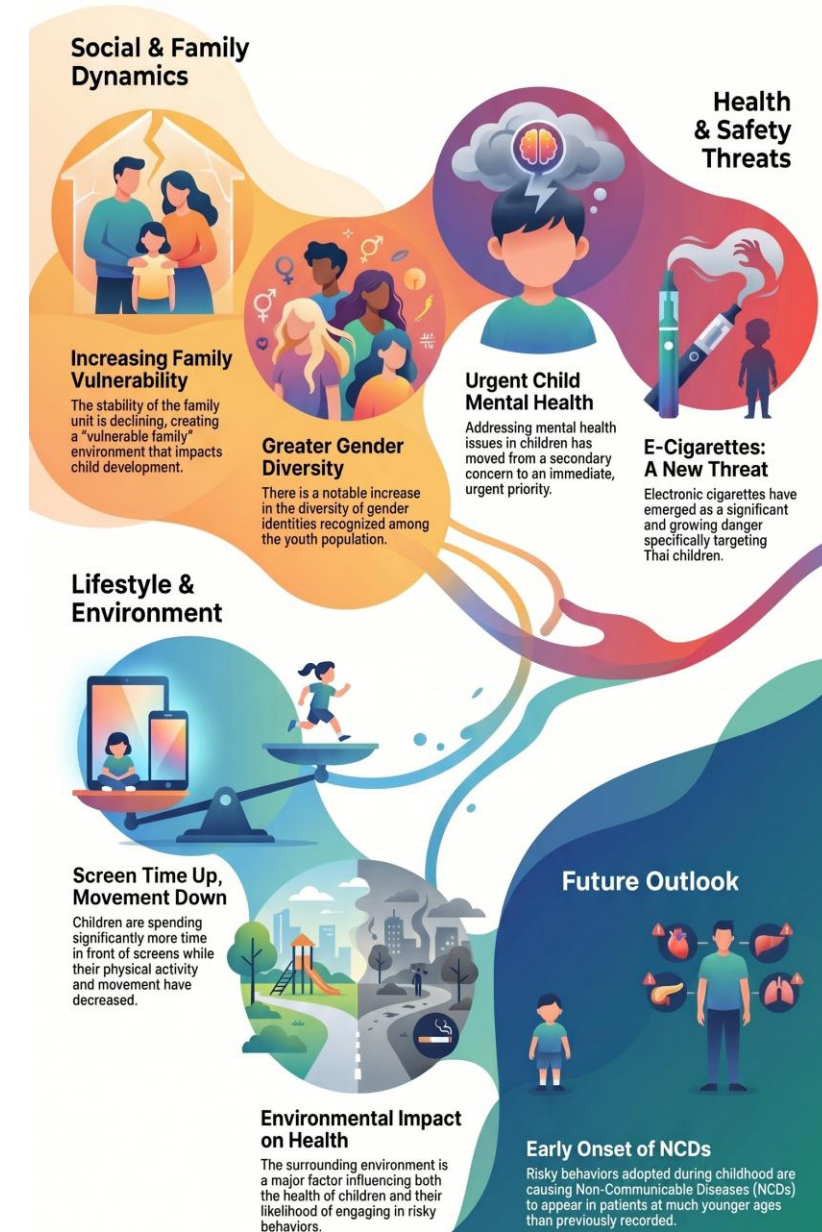 Social & Family
Dynamics
Health
& Safety
Threats
Increasing Family
Vulnerability
The stability of the family
unit is declining, creating
a "vulnerable family"
environment that impacts
child development.
Greater Gender
Diversity
There is a notable increase
in the diversity of gender
identities recognized among
the youth population.
Urgent Child
Mental Health
Addressing mental health
issues in children has
moved from a secondary
concern to an immediate,
urgent priority.
E-Cigarettes:
A New Threat
Electronic cigarettes have
emerged as a significant
and growing danger
specifically targeting
Thai children.
Lifestyle &
Environment
Screen Time Up,
Movement Down
Children are spending
significantly more time
in front of screens while
their physical activity
and movement have
decreased.
Environmental Impact
on Health
The surrounding environment is
a major factor influencing both
the health of children and their
likelihood of engaging in risky
behaviors.
Future Outlook
Early Onset of NCDs
Risky behaviors adopted during childhood are
causing Non-Communicable Diseases (NCDs)
to appear in patients at much younger ages
than previously recorded.